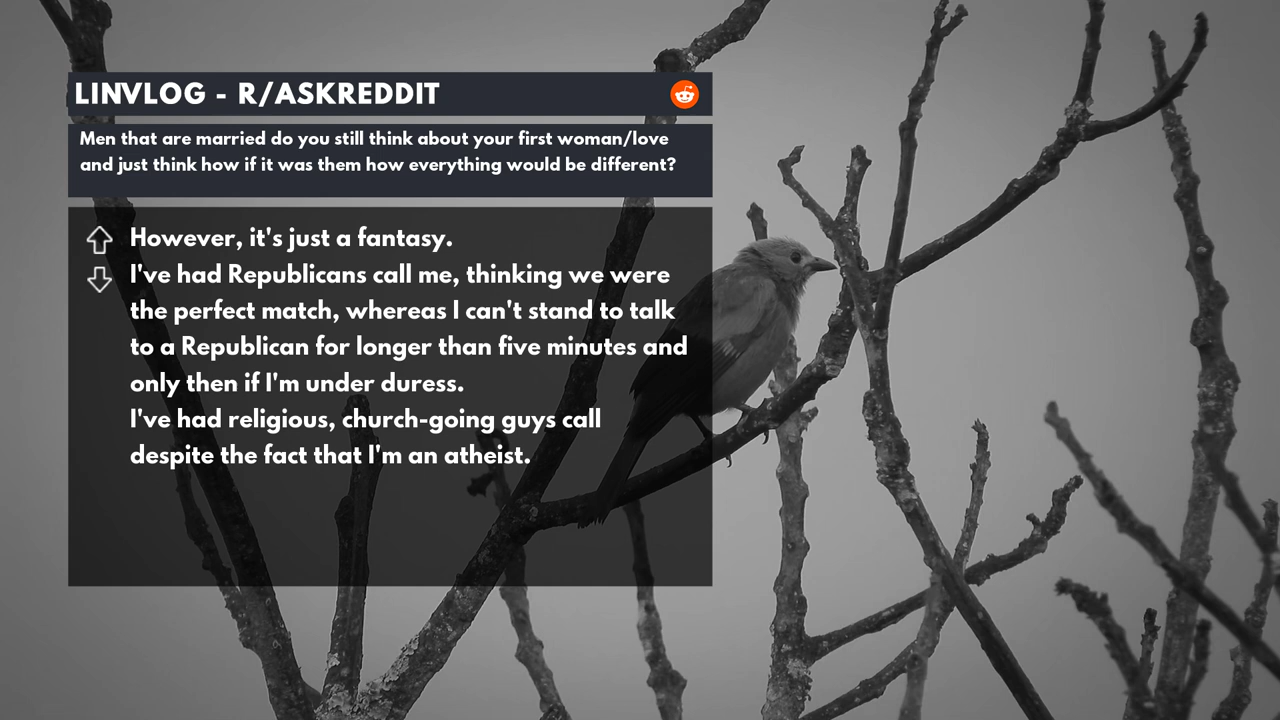 LINVLOG - R/ASKREDDIT
Men that are married do you still think about your first woman/love
and just think how if it was them how everything would be different?
However, it's just a fantasy.
I've had Republicans call me, thinking we were
the perfect match, whereas I can't stand to talk
to a Republican for longer than five minutes and
only then if I'm under duress.
I've had religious, church-going guys call
despite the fact that I'm an atheist.